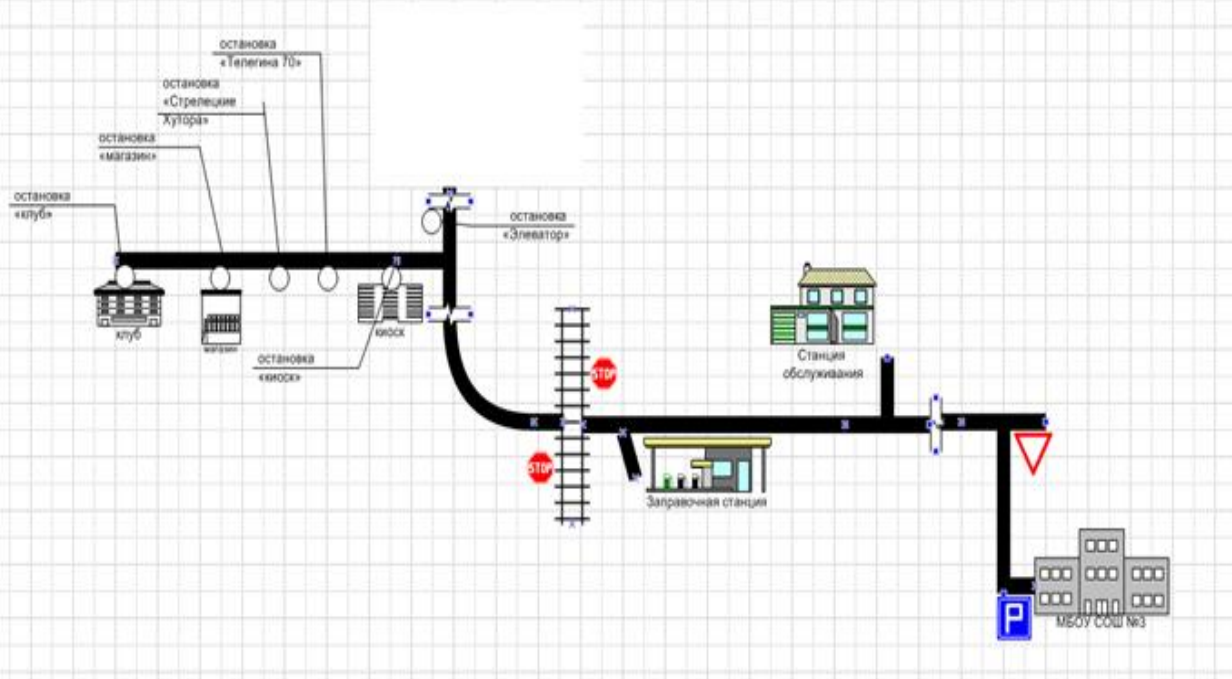 остановка
«Телегина 70»
остановка
«Стрелецкие
Хутора»
остановка
«магазин»
остановка
«клуб»
остановка
«Элеватор»
клуб
магазин
киоск
остановка
«киоск»
STOP
Станция
обслуживания
STOP
Заправочная станция
P
МБОУ СОШ №3